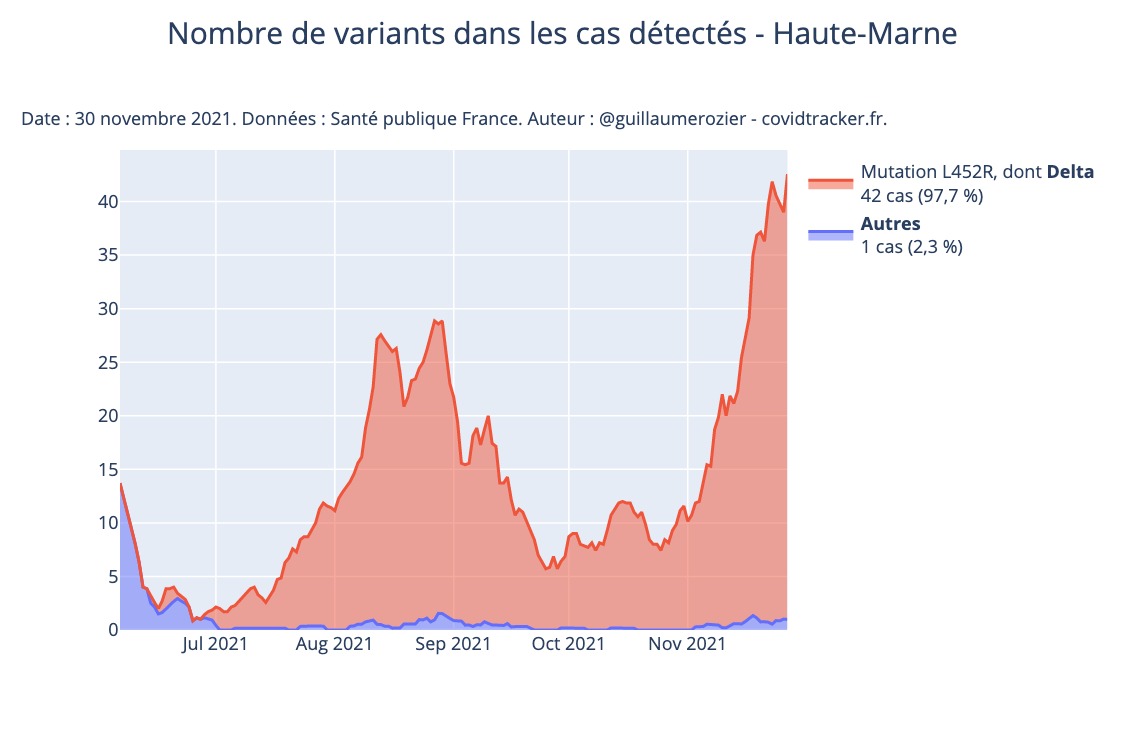 Nombre de variants dans les cas détectés - Haute-Marne
Date : 30 novembre 2021. Données : Santé publique France. Auteur : @guillaumerozier - covidtracker.fr.
Mutation L452R, dont Delta
42 cas (97,7 %)
Autres
1 cas (2,3 %)
40
35
30
25
20
15
10
5
0
Jul 2021
Aug 2021
Sep 2021
Oct 2021
Nov 2021